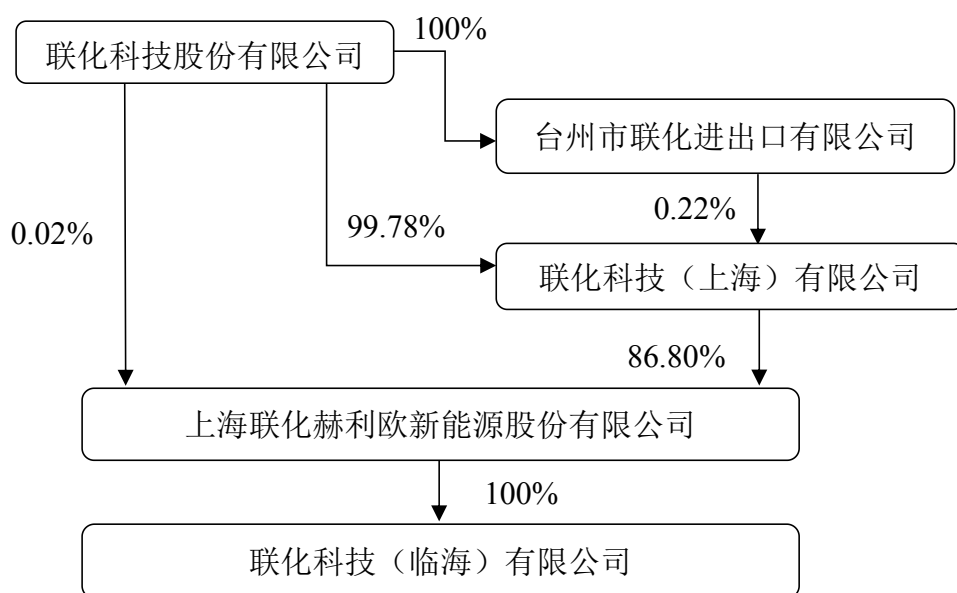 联化科技股份有限公司
100%
台州市联化进出口有限公司
0.02%
99.78%
0.22%
联化科技（上海）有限公司
86.80%
上海联化赫利欧新能源股份有限公司
100%
联化科技（临海）有限公司